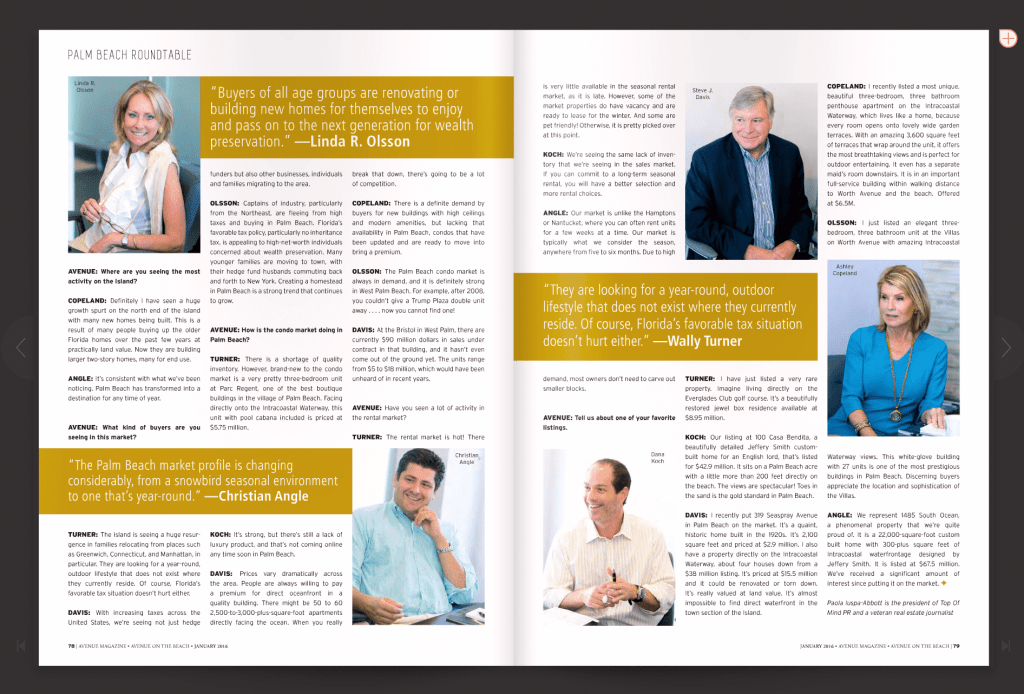 PALM BEACH ROUNDTABLE
Linda R.
Olsson
"Buyers of all age groups are renovating or
building new homes for themselves to enjoy
and pass on to the next generation for wealth
preservation." —Linda R. Olsson
AVENUE: Where are you seeing the most
activity on the island?
COPELAND: Definitely I have seen a huge
growth spurt on the north end of the island
with many new homes being built. This is a
result of many people buying up the older
Florida homes over the past few years at
practically land value. Now they are building
larger two-story homes, many for end use.
ANGLE: It's consistent with what we've been
noticing. Palm Beach has transformed into a
destination for any time of year.
AVENUE: What kind of buyers are you
seeing in this market?
"The Palm Beach market profile is changing
considerably, from a snowbird seasonal environment
to one that's year-round." —Christian Angle
TURNER: The island is seeing a huge resur-
gence in families relocating from places such
as Greenwich, Connecticut, and Manhattan, in
particular. They are looking for a year-round,
outdoor lifestyle that does not exist where
they currently reside. Of course, Florida's
favorable tax situation doesn't hurt either.
DAVIS: With increasing taxes across the
United States, we're seeing not just hedge
funders but also other businesses, individuals
and families migrating to the area.
OLSSON: Captains of industry, particularly
from the Northeast, are fleeing from high
taxes and buying in Palm Beach. Florida's
favorable tax policy, particularly no inheritance
tax, is appealing to high-net-worth individuals
concerned about wealth preservation. Many
younger families are moving to town, with
their hedge fund husbands commuting back
and forth to New York. Creating a homestead
in Palm Beach is a strong trend that continues
to grow.
AVENUE: How is the condo market doing in
Palm Beach?
TURNER: There is a shortage of quality
inventory. However, brand-new to the condo
market is a very pretty three-bedroom unit
at Parc Regent, one of the best boutique
buildings in the village of Palm Beach. Facing
directly onto the Intracoastal Waterway, this
unit with pool cabana included is priced at
$5.75 million.
KOCH: It's strong, but there's still a lack of
luxury product, and that's not coming online
any time soon in Palm Beach.
DAVIS: Prices vary dramatically across
the area. People are always willing to pay
a premium for direct oceanfront in a
quality building. There might be 50 to 60
2,500-to-3,000-plus-square-foot apartments
directly facing the ocean. When you really
break that down, there's going to be a lot
of competition.
COPELAND: There is a definite demand by
buyers for new buildings with high ceilings
and modern amenities, but lacking that
availability in Palm Beach, condos that have
been updated and are ready to move into
bring a premium.
OLSSON: The Palm Beach condo market is
always in demand, and it is definitely strong
in West Palm Beach. For example, after 2008,
you couldn't give a Trump Plaza double unit
away . . . . now you cannot find one!
DAVIS: At the Bristol in West Palm, there are
currently $90 million dollars in sales under
contract in that building, and it hasn't even
come out of the ground yet. The units range
from $5 to $18 million, which would have been
unheard of in recent years.
AVENUE: Have you seen a lot of activity in
the rental market?
TURNER: The rental market is hot! There
Christian
Angle
78 | AVENUE MAGAZINE • AVENUE ON THE BEACH • JANUARY 2016
is very little available in the seasonal rental
market, as it is late. However, some of the
market properties do have vacancy and are
ready to lease for the winter. And some are
pet friendly! Otherwise, it is pretty picked over
at this point.
KOCH: We're seeing the same lack of inven-
tory that we're seeing in the sales market.
If you can commit to a long-term seasonal
rental, you will have a better selection and
more rental choices.
ANGLE: Our market is unlike the Hamptons
or Nantucket, where you can often rent units
for a few weeks at a time. Our market is
typically what we consider the season,
anywhere from five to six months. Due to high
Steve J.
Davis
"They are looking for a year-round, outdoor
lifestyle that does not exist where they currently
reside. Of course, Florida's favorable tax situation
doesn't hurt either." —Wally Turner
demand, most owners don't need to carve out
smaller blocks.
AVENUE: Tell us about one of your favorite
listings.
Dana
Koch
TURNER: I have just listed a very rare
property. Imagine living directly on the
Everglades Club golf course. It's a beautifully
restored jewel box residence available at
$8.95 million.
KOCH: Our listing at 100 Casa Bendita, a
beautifully detailed Jeffery Smith custom-
built home for an English lord, that's listed
for $42.9 million. It sits on a Palm Beach acre
with a little more than 200 feet directly on
the beach. The views are spectacular! Toes in
the sand is the gold standard in Palm Beach.
DAVIS: I recently put 319 Seaspray Avenue
in Palm Beach on the market. It's a quaint,
historic home built in the 1920s. It's 2,100
square feet and priced at $2.9 million. I also
have a property directly on the Intracoastal
Waterway, about four houses down from a
$38 million listing. It's priced at $15.5 million
and it could be renovated or torn down.
It's really valued at land value. It's almost
impossible to find direct waterfront in the
town section of the Island.
COPELAND: I recently listed a most unique,
beautiful three-bedroom, three bathroom
penthouse apartment on the Intracoastal
Waterway, which lives like a home, because
every room opens onto lovely wide garden
terraces. With an amazing 3,600 square feet
of terraces that wrap around the unit, it offers
the most breathtaking views and is perfect for
outdoor entertaining. It even has a separate
maid's room downstairs. It is in an important
full-service building within walking distance
to Worth Avenue and the beach. Offered
at $6.5M.
OLSSON: I just listed an elegant three-
bedroom, three bathroom unit at the Villas
on Worth Avenue with amazing Intracoastal
Ashley
Copeland
Waterway views. This white-glove building
with 27 units is one of the most prestigious
buildings in Palm Beach. Discerning buyers
appreciate the location and sophistication of
the Villas.
ANGLE: We represent 1485 South Ocean,
a phenomenal property that we're quite
proud of. It is a 22,000-square-foot custom
built home with 300-plus square feet of
Intracoastal waterfrontage designed by
Jeffery Smith. It is listed at $67.5 million.
We've received a significant amount of
interest since putting it on the market.
Paola Iuspa-Abbott is the president of Top Of
Mind PR and a veteran real estate journalist
JANUARY 2016 • AVENUE MAGAZINE • AVENUE ON THE BEACH | 79